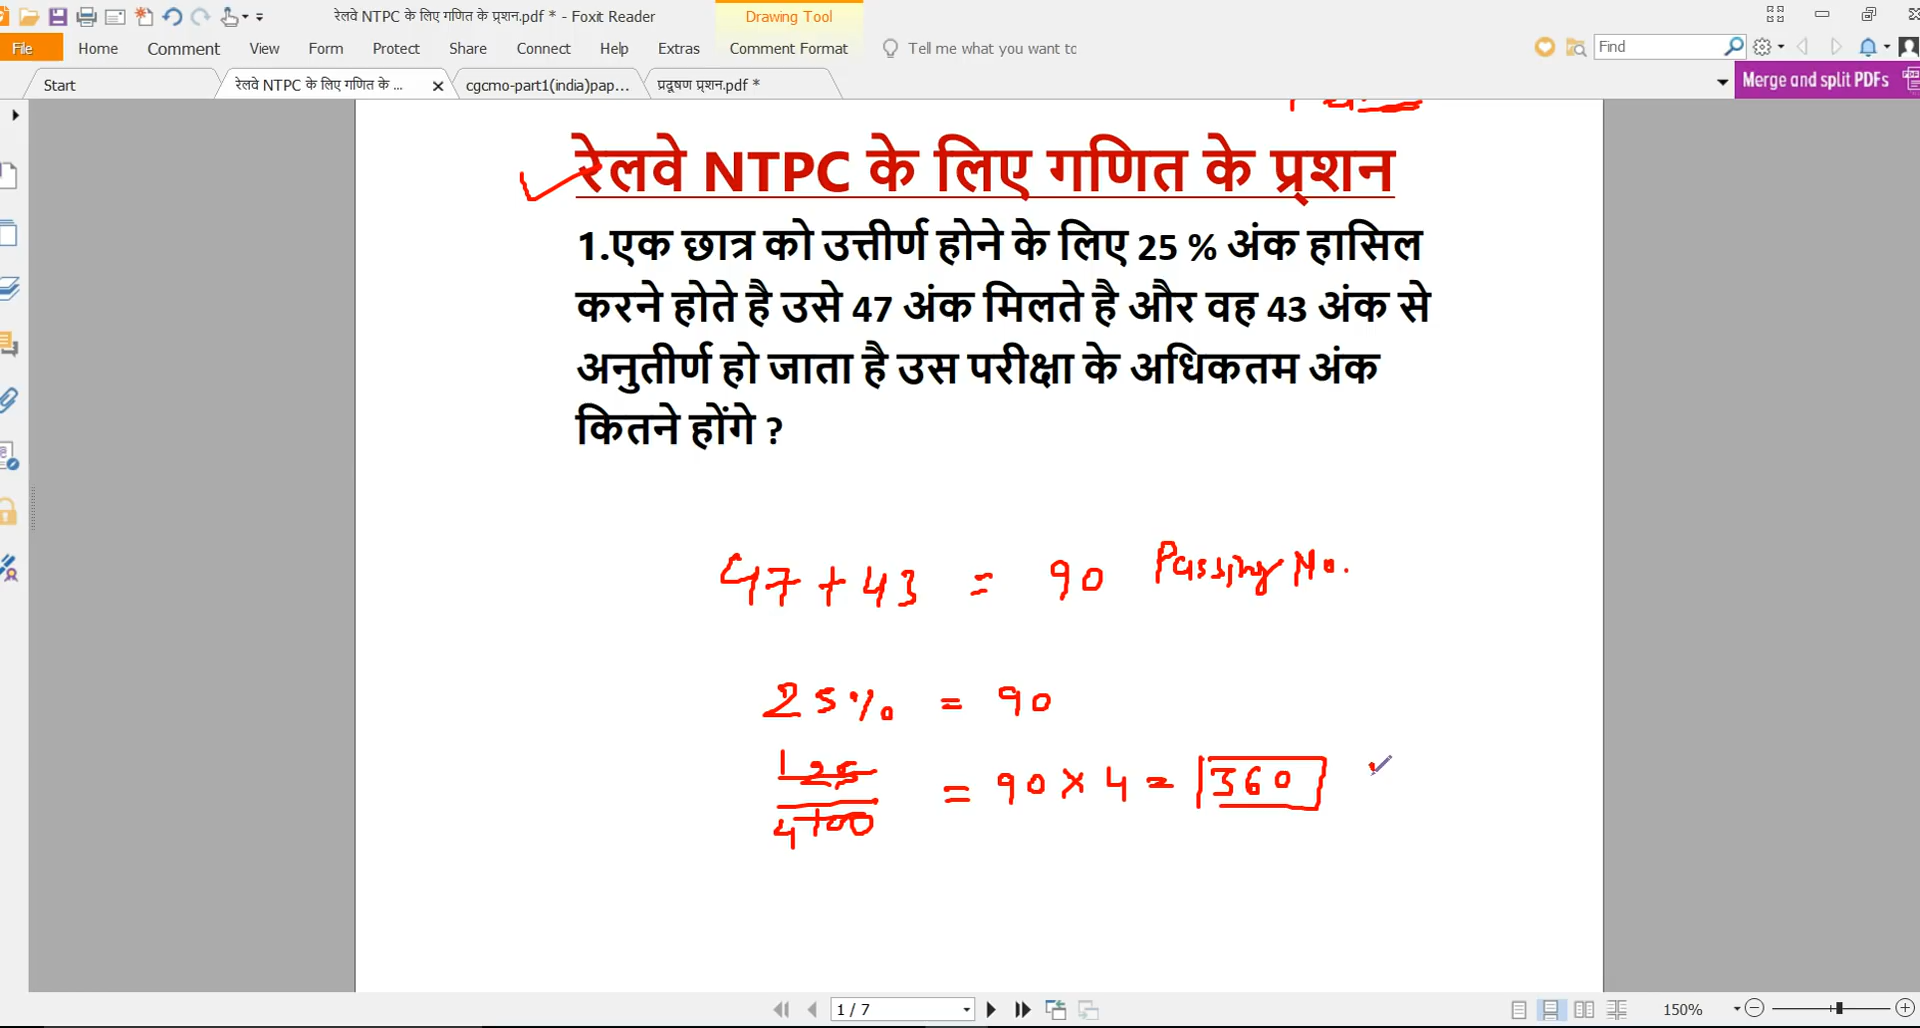 रेलवे NTPC के लिए गणित के प्रशन.pdf * - Foxit Reader
Drawing Tool
File Home Comment View Form Protect Share Connect Help Extras Comment Format Tell me what you want to Find
Start रेलवे NTPC के लिए गणित के ... cgcmo-part1(india)pap... प्रदूषण प्रशन.pdf * Merge and split PDFs
रेलवे NTPC के लिए गणित के प्रशन
1.एक छात्र को उत्तीर्ण होने के लिए 25 % अंक हासिल
करने होते है उसे 47 अंक मिलते है और वह 43 अंक से
अनुतीर्ण हो जाता है उस परीक्षा के अधिकतम अंक
कितने होंगे ?
47 + 43 = 90 Passing No.
25% = 90
1 25
4 100 = 90 × 4 = 360
1 / 7 150%